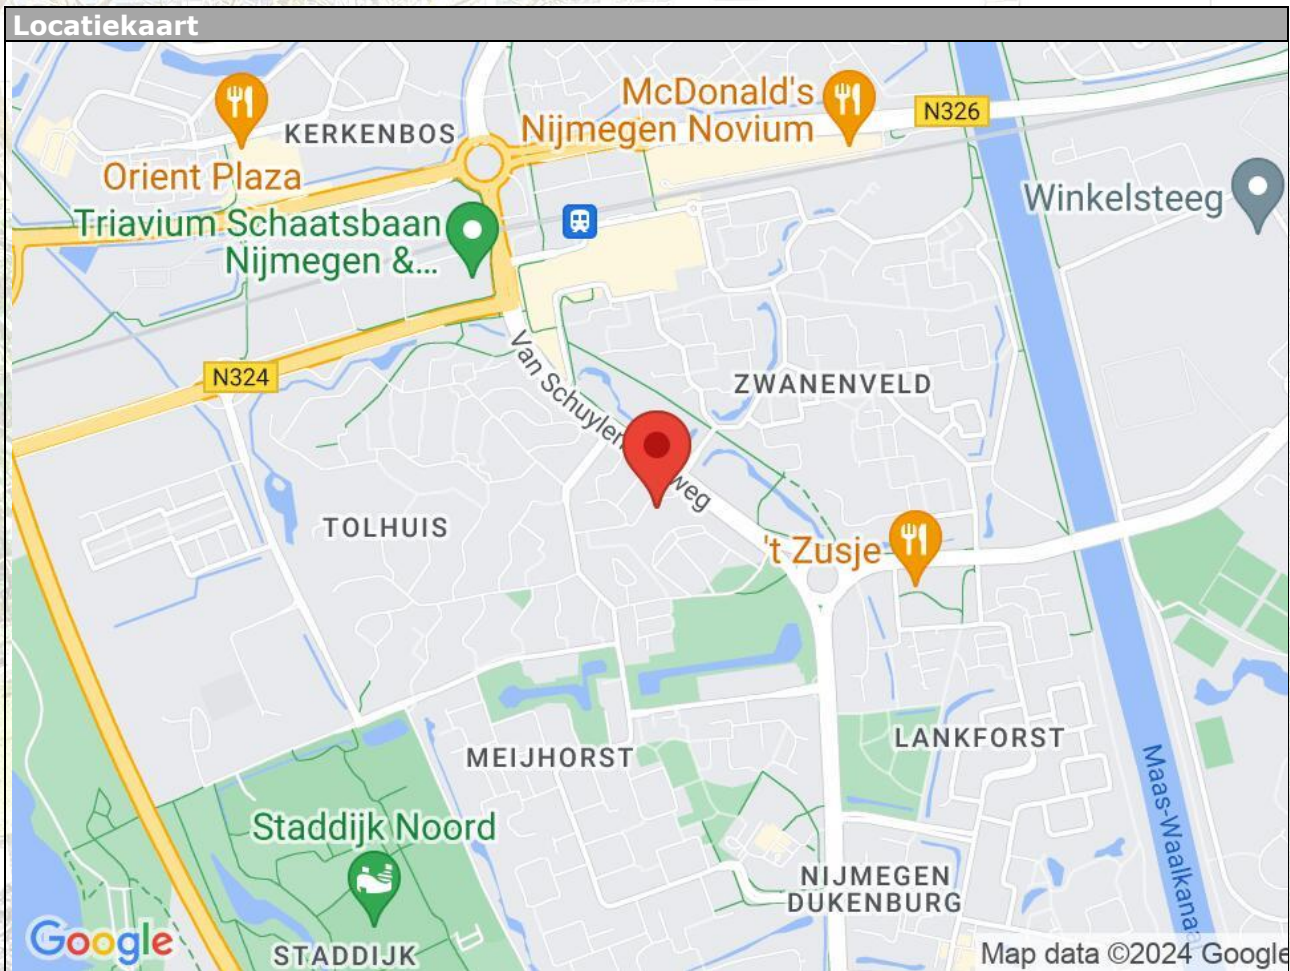 Locatiekaart
McDonald's
Nijmegen Novium
N326
KERKENBOS
Orient Plaza
Winkelsteeg
Triavium Schaatsbaan
Nijmegen &...
N324
Van Schuylen
weg
ZWANENVELD
TOLHUIS
't Zusje
LANKFORST
MEIJHORST
Maas-Waalkana
Staddijk Noord
NIJMEGEN
DUKENBURG
Google
STADDIJK
Map data ©2024 Google